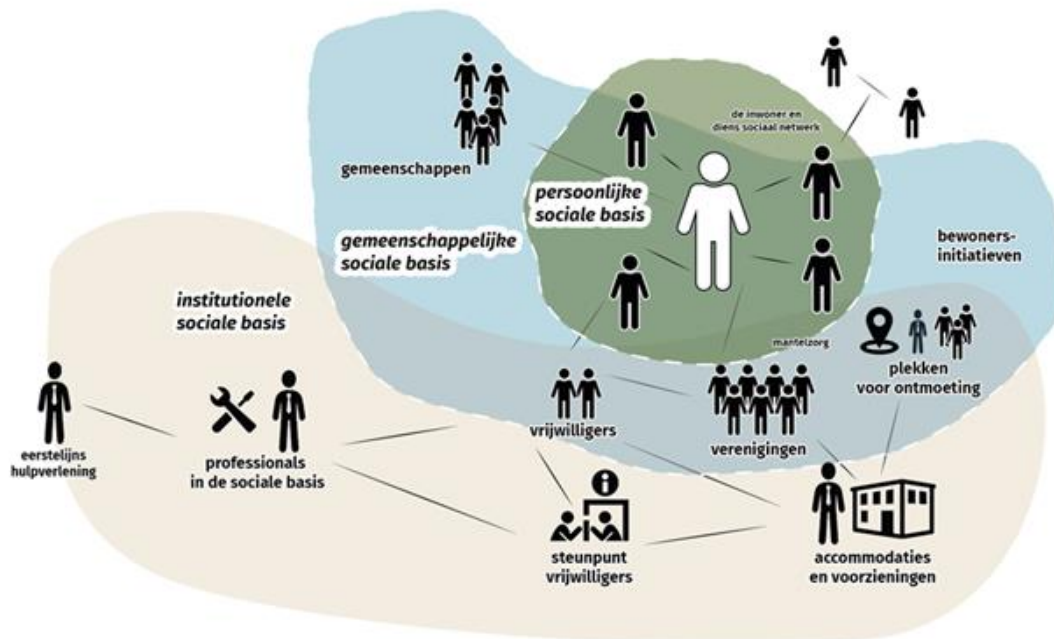 de inwoner en
diens sociaal netwerk
gemeenschappen
persoonlijke
sociale basis
gemeenschappelijke
sociale basis
bewoners-
initiatieven
institutionele
sociale basis
mantelzorg
plekken
voor ontmoeting
vrijwilligers
verenigingen
eerstelijns
hulpverlening
professionals
in de sociale basis
steunpunt
vrijwilligers
accommodaties
en voorzieningen